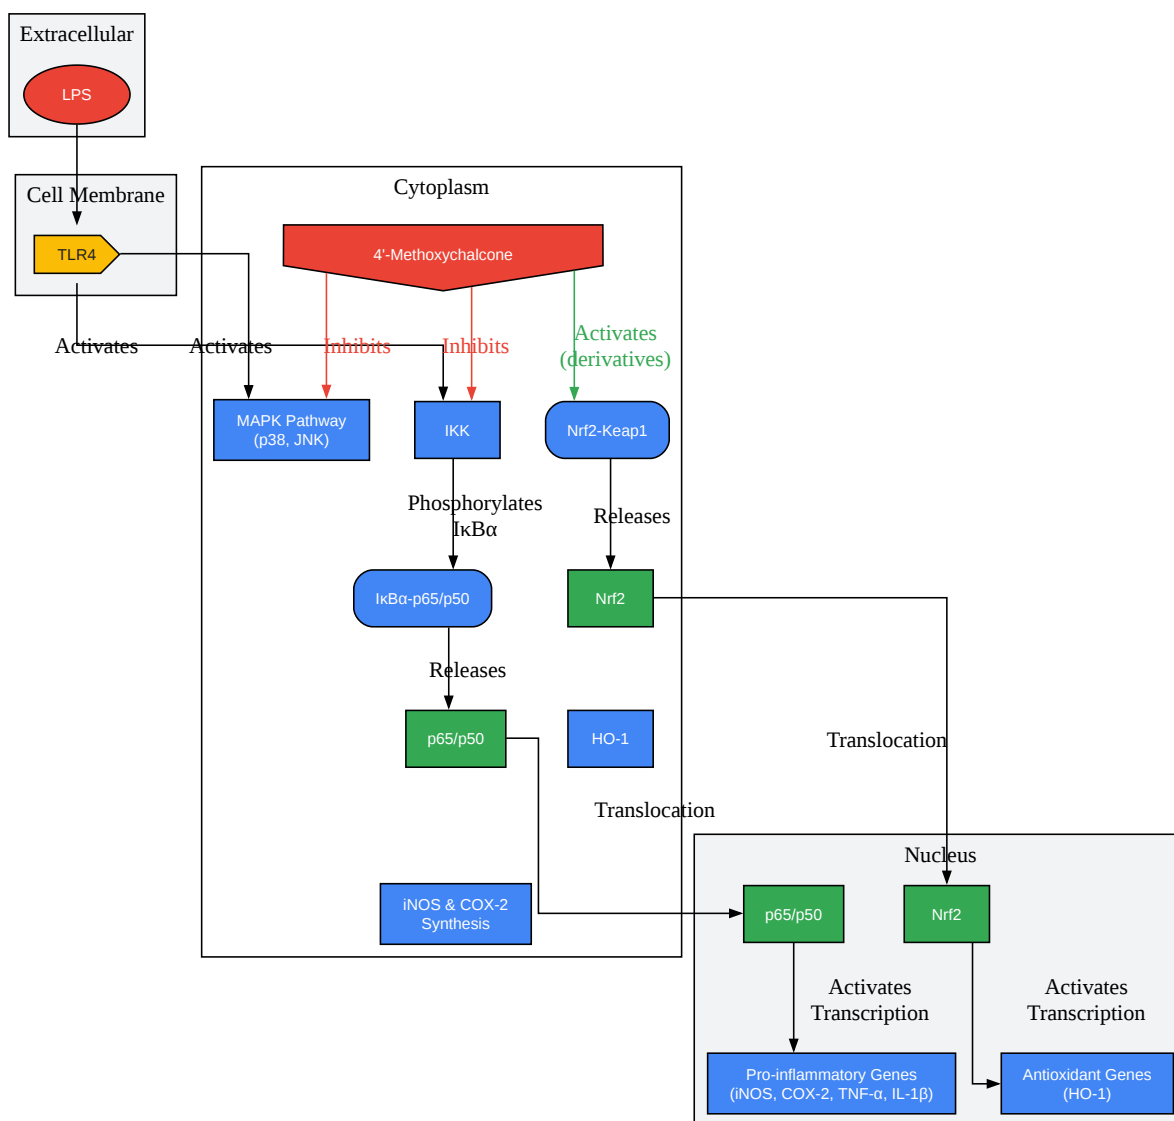 Extracellular
LPS
Cell Membrane
TLR4
Cytoplasm
4'-Methoxychalcone
Activates
Activates
Inhibits
Inhibits
Activates
(derivatives)
MAPK Pathway
(p38, JNK)
IKK
Nrf2-Keap1
Phosphorylates
IκBα
Releases
IκBα-p65/p50
Nrf2
Releases
p65/p50
HO-1
Translocation
Translocation
Nucleus
iNOS & COX-2
Synthesis
p65/p50
Nrf2
Activates
Transcription
Activates
Transcription
Pro-inflammatory Genes
(iNOS, COX-2, TNF-α, IL-1β)
Antioxidant Genes
(HO-1)